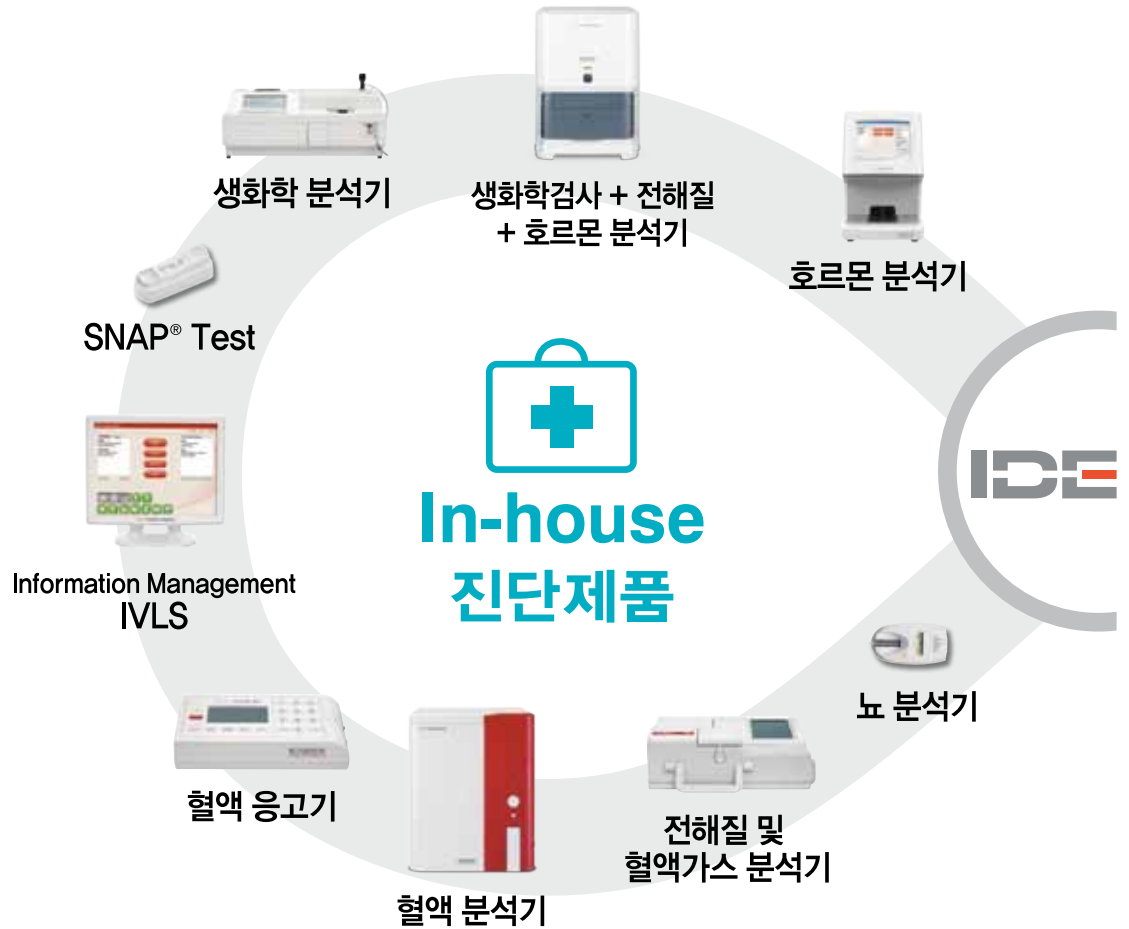 생화학 분석기
생화학검사 + 전해질
+ 호르몬 분석기
호르몬 분석기
SNAP® Test
IDE
In-house
진단제품
Information Management
IVLS
뇨 분석기
혈액 응고기
전해질 및
혈액가스 분석기
혈액 분석기